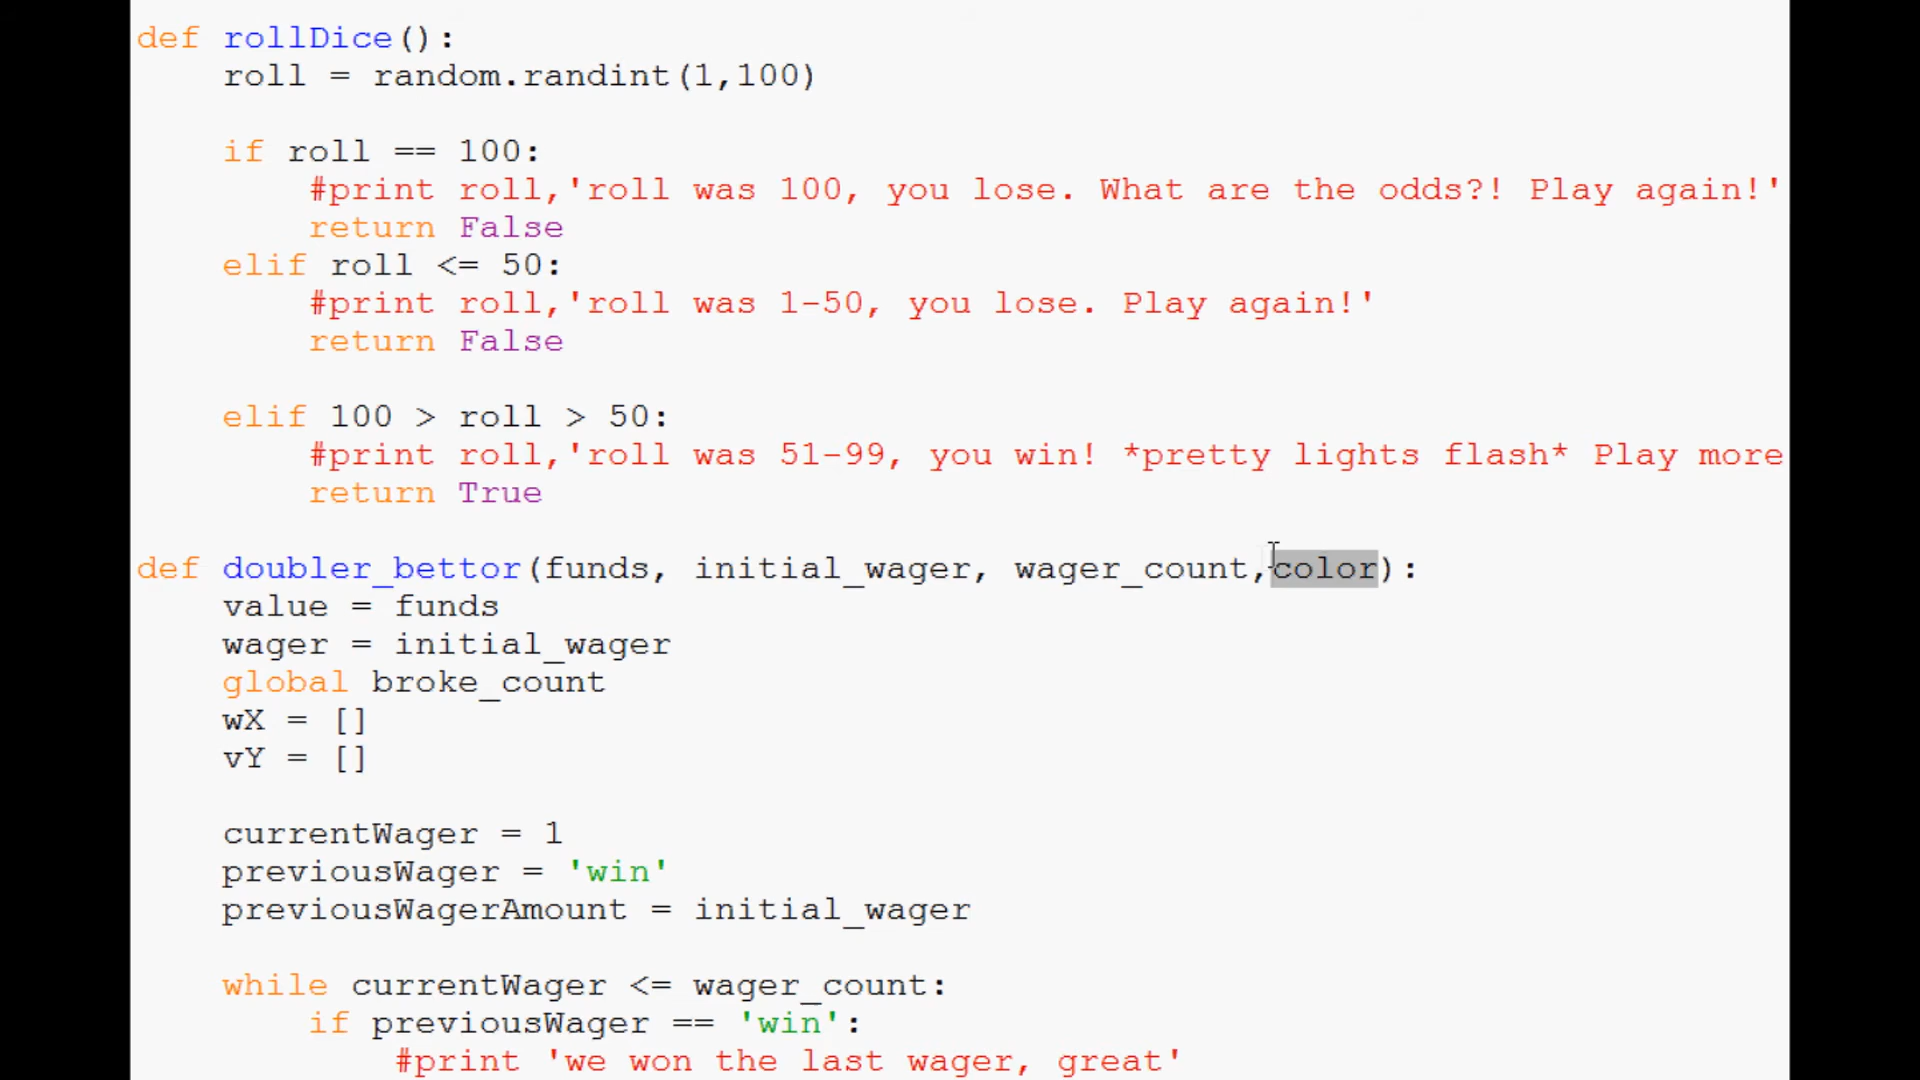 def rollDice():
    roll = random.randint(1,100)
    if roll == 100:
        #print roll,'roll was 100, you lose. What are the odds?! Play again!'
        return False
    elif roll <= 50:
        #print roll,'roll was 1-50, you lose. Play again!'
        return False
    elif 100 > roll > 50:
        #print roll,'roll was 51-99, you win! *pretty lights flash* Play more
        return True
def doubler_bettor(funds, initial_wager, wager_count,color):
    value = funds
    wager = initial_wager
    global broke_count
    wX = []
    vY = []
    currentWager = 1
    previousWager = 'win'
    previousWagerAmount = initial_wager
    while currentWager <= wager_count:
        if previousWager == 'win':
            #print 'we won the last wager, great'